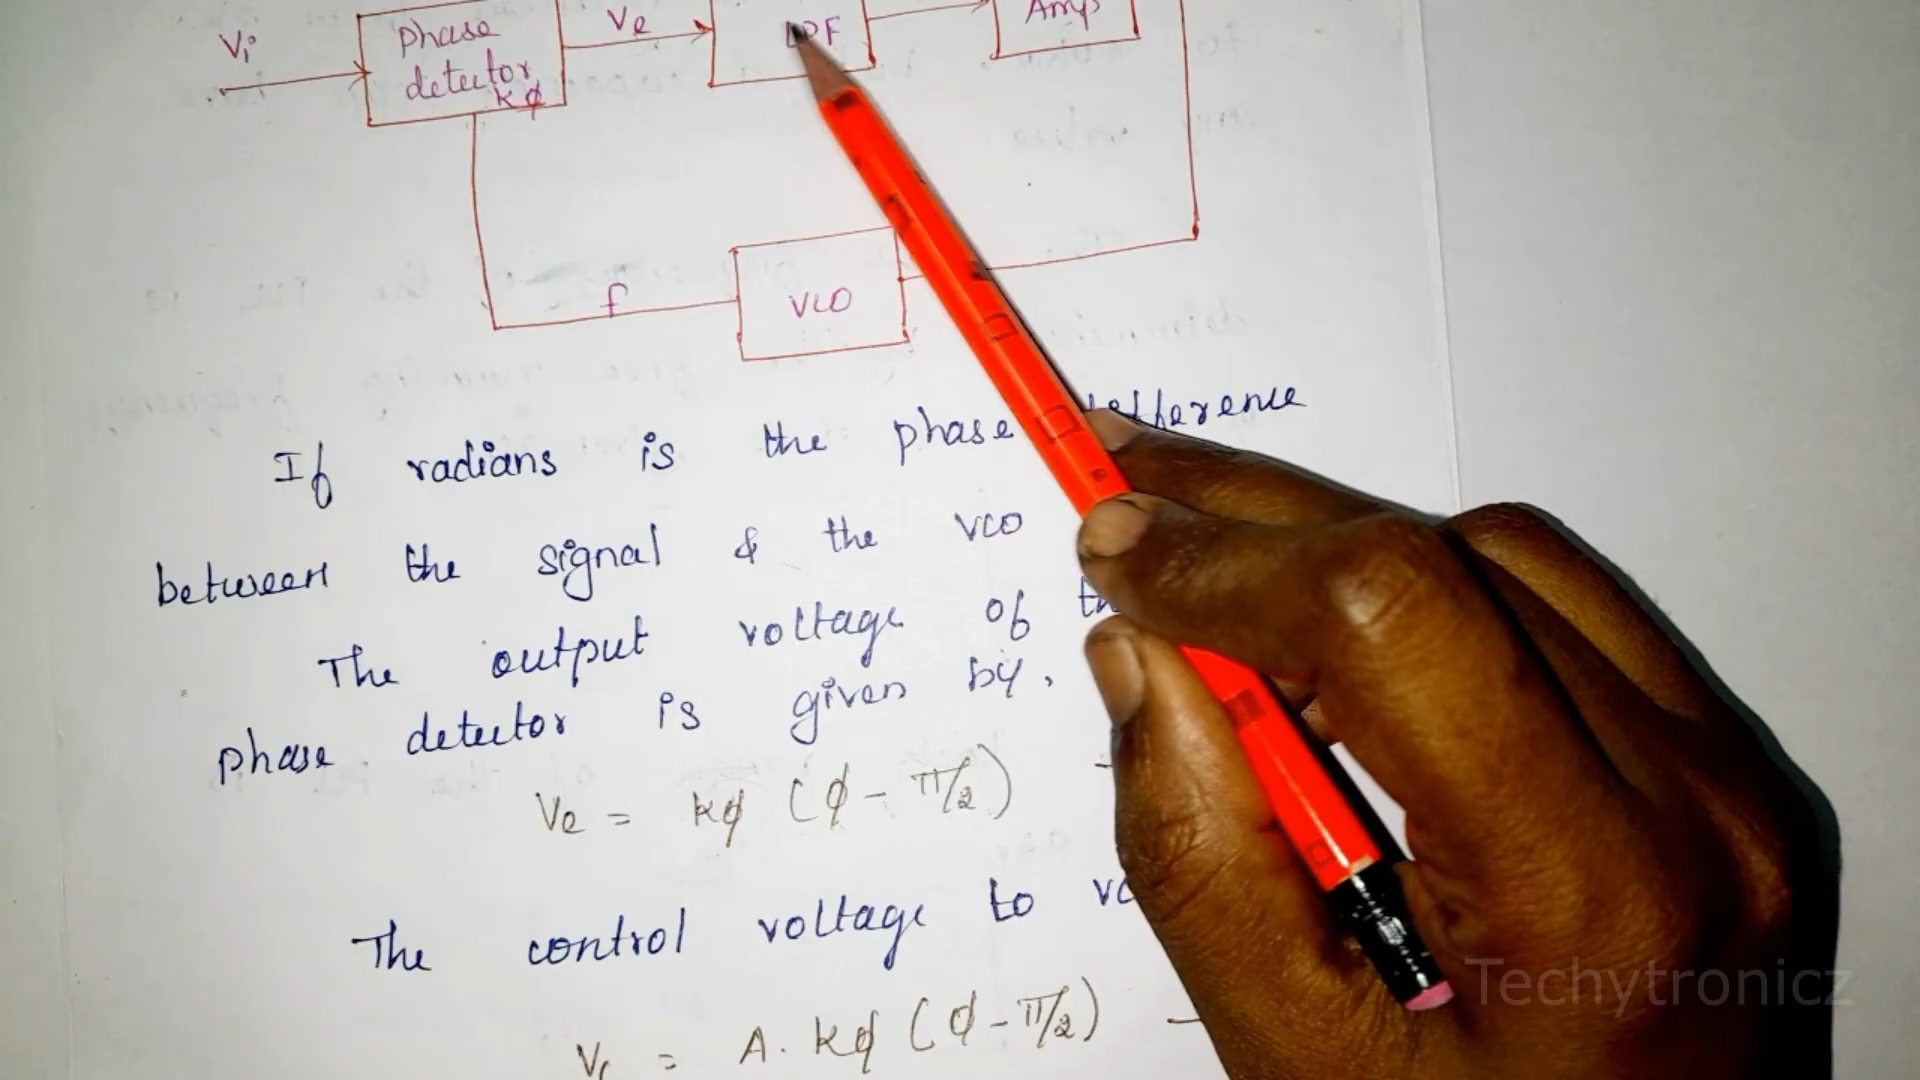 Vi
phase
detector
kφ
Ve
LPF
Amp
f
VCO
If radians is the phase difference
between the signal & the VCO
The output voltage of the
phase detector is given by,
Ve = kφ (φ - π/2)
The control voltage to
= A. kφ (φ - π/2)
Techytronicz